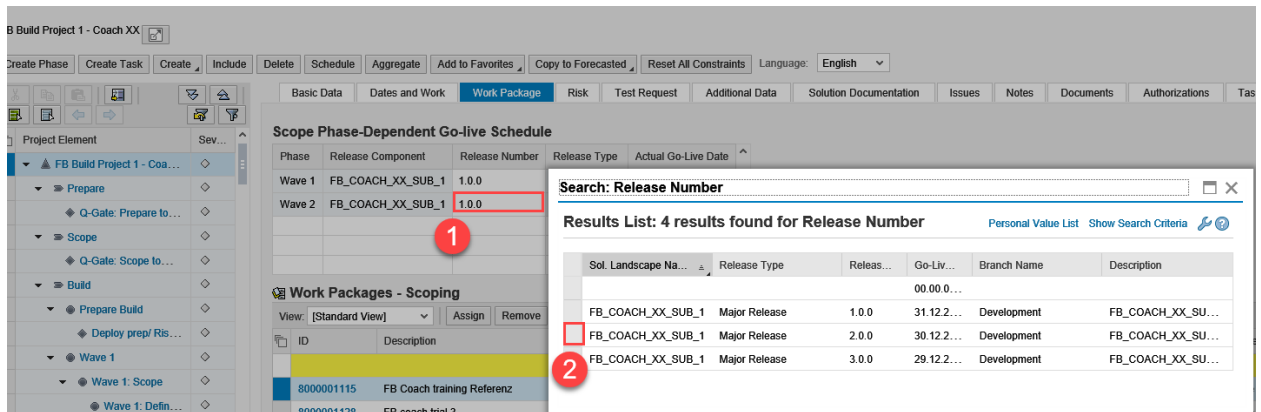 FB Build Project 1 - Coach XX
Create Phase Create Task Create Include Delete Schedule Aggregate Add to Favorites Copy to Forecasted Reset All Constraints Language: English
Basic Data Dates and Work Work Package Risk Test Request Additional Data Solution Documentation Issues Notes Documents Authorizations Tas
Project Element Sev...
FB Build Project 1 - Coa...
Prepare
Q-Gate: Prepare to...
Scope
Q-Gate: Scope to...
Build
Prepare Build
Deploy prep/ Ris...
Wave 1
Wave 1: Scope
Wave 1: Defin...
Scope Phase-Dependent Go-live Schedule
Phase Release Component Release Number Release Type Actual Go-Live Date
Wave 1 FB_COACH_XX_SUB_1 1.0.0
Wave 2 FB_COACH_XX_SUB_1 1.0.0
1
Work Packages - Scoping
View: [Standard View] Assign Remove
ID Description
8000001115 FB Coach training Referenz
8000001128 FB coach trial 2
Search: Release Number
Results List: 4 results found for Release Number Personal Value List Show Search Criteria
Sol. Landscape Na... Release Type Releas... Go-Liv... Branch Name Description
00.00.0...
FB_COACH_XX_SUB_1 Major Release 1.0.0 31.12.2... Development FB_COACH_XX_SU...
FB_COACH_XX_SUB_1 Major Release 2.0.0 30.12.2... Development FB_COACH_XX_SU...
FB_COACH_XX_SUB_1 Major Release 3.0.0 29.12.2... Development FB_COACH_XX_SU...
2